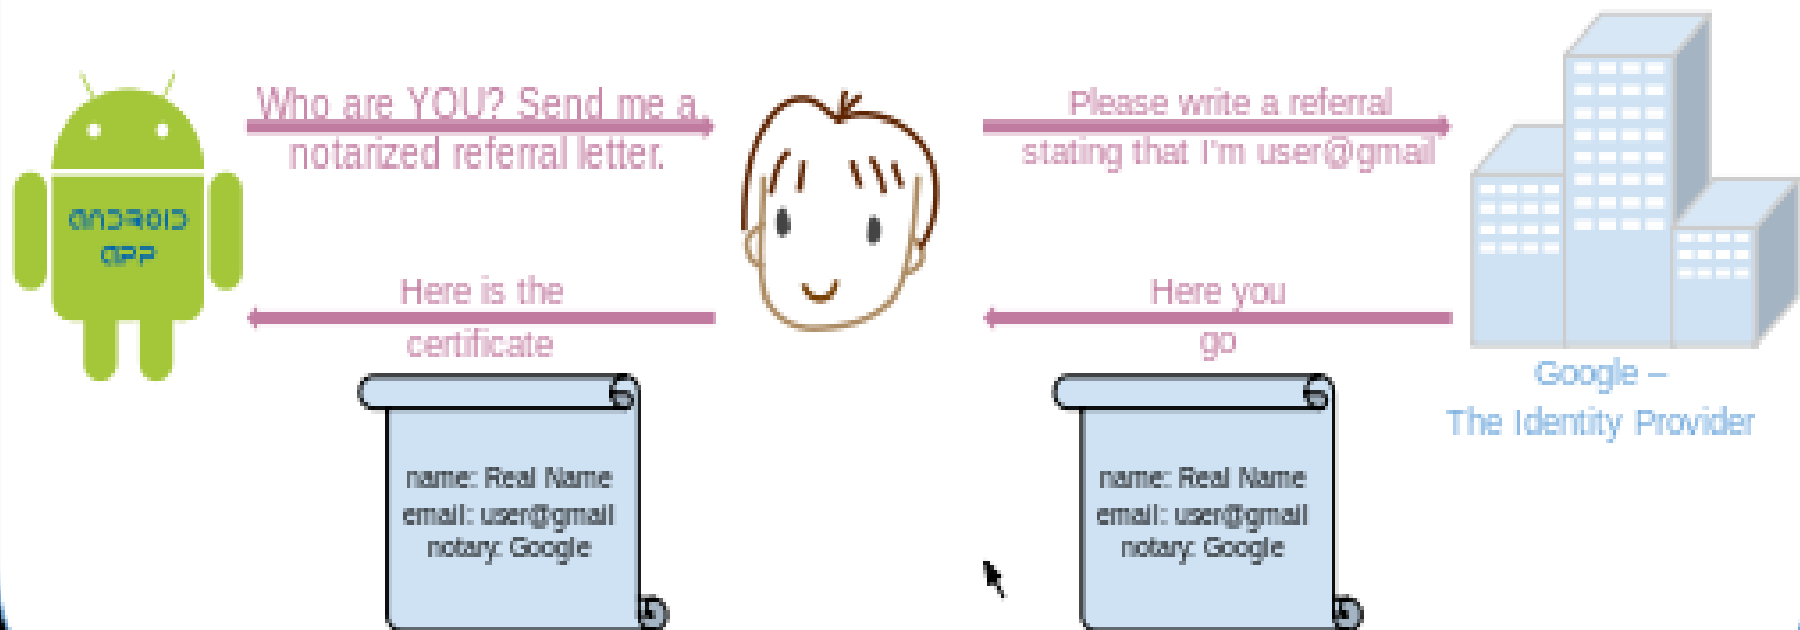 Who are YOU? Send me a
notarized referral letter.
Please write a referral
stating that I'm user@gmail
ANDROID
APP
Here is the
certificate
Here you
go
Google –
The Identity Provider
name: Real Name
email: user@gmail
notary: Google
name: Real Name
email: user@gmail
notary: Google